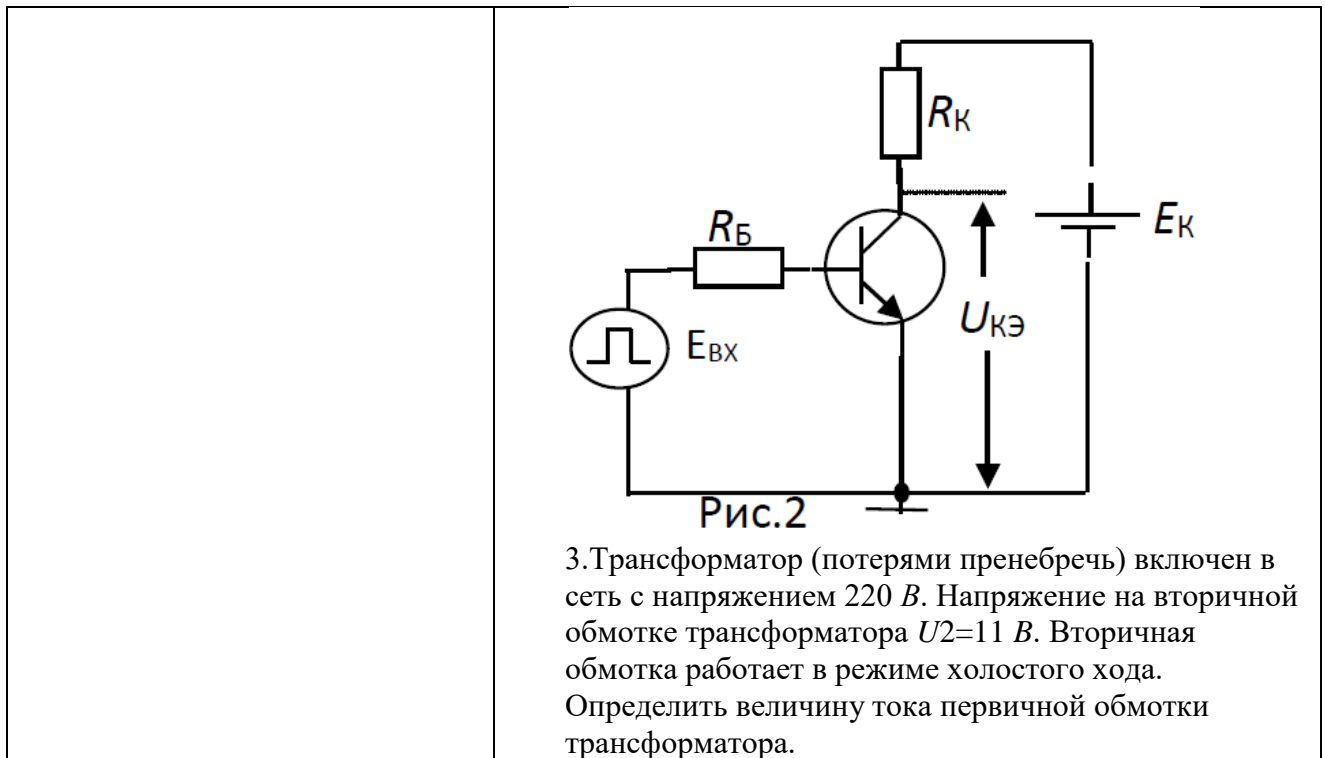 RК
RБ
EК
UКЭ
EВХ
Рис.2
3.Трансформатор (потерями пренебречь) включен в
сеть с напряжением 220 В. Напряжение на вторичной
обмотке трансформатора U2=11 В. Вторичная
обмотка работает в режиме холостого хода.
Определить величину тока первичной обмотки
трансформатора.